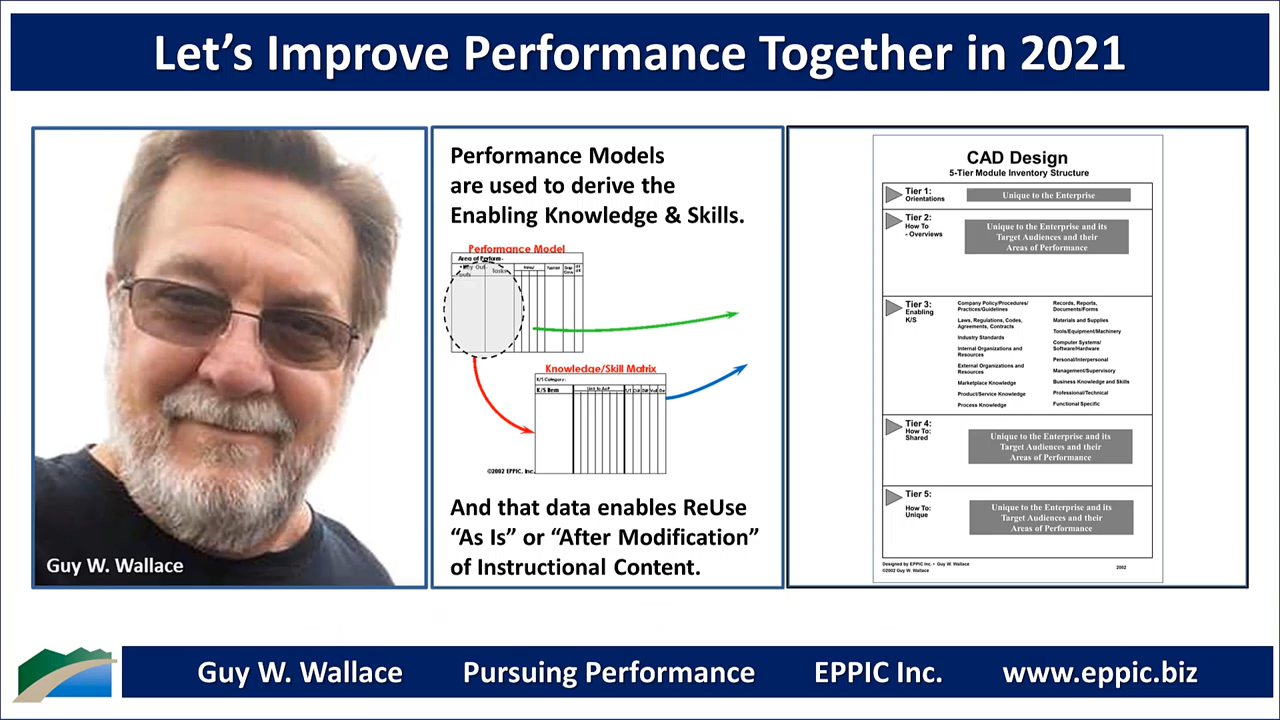 Let's Improve Performance Together in 2021
Guy W. Wallace
Performance Models
are used to derive the
Enabling Knowledge & Skills.
Performance Model
Area of Perform-
Tasks
Knowledge/Skill Matrix
K/S Category:
K/S Item
Link to AoP
©2002 EPPIC, Inc.
And that data enables ReUse
“As Is” or “After Modification”
of Instructional Content.
CAD Design
5-Tier Module Inventory Structure
Tier 1:
Orientations
Unique to the Enterprise
Tier 2:
How To
- Overviews
Unique to the Enterprise and its
Target Audiences and their
Areas of Performance
Tier 3:
Enabling
K/S
Company Policy/Procedures/
Practices/Guidelines
Laws, Regulations, Codes,
Agreements, Contracts
Industry Standards
Internal Organizations and
Resources
External Organizations and
Resources
Marketplace Knowledge
Product/Service Knowledge
Process Knowledge
Records, Reports,
Documents/Forms
Materials and Supplies
Tools/Equipment/Machinery
Computer Systems/
Software/Hardware
Personal/Interpersonal
Management/Supervisory
Business Knowledge and Skills
Professional/Technical
Functional Specific
Tier 4:
How To:
Shared
Unique to the Enterprise and its
Target Audiences and their
Areas of Performance
Tier 5:
How To:
Unique
Unique to the Enterprise and its
Target Audiences and their
Areas of Performance
Designed by EPPIC Inc. • Guy W. Wallace
©2002 Guy W. Wallace
2002
Guy W. Wallace Pursuing Performance EPPIC Inc. www.eppic.biz